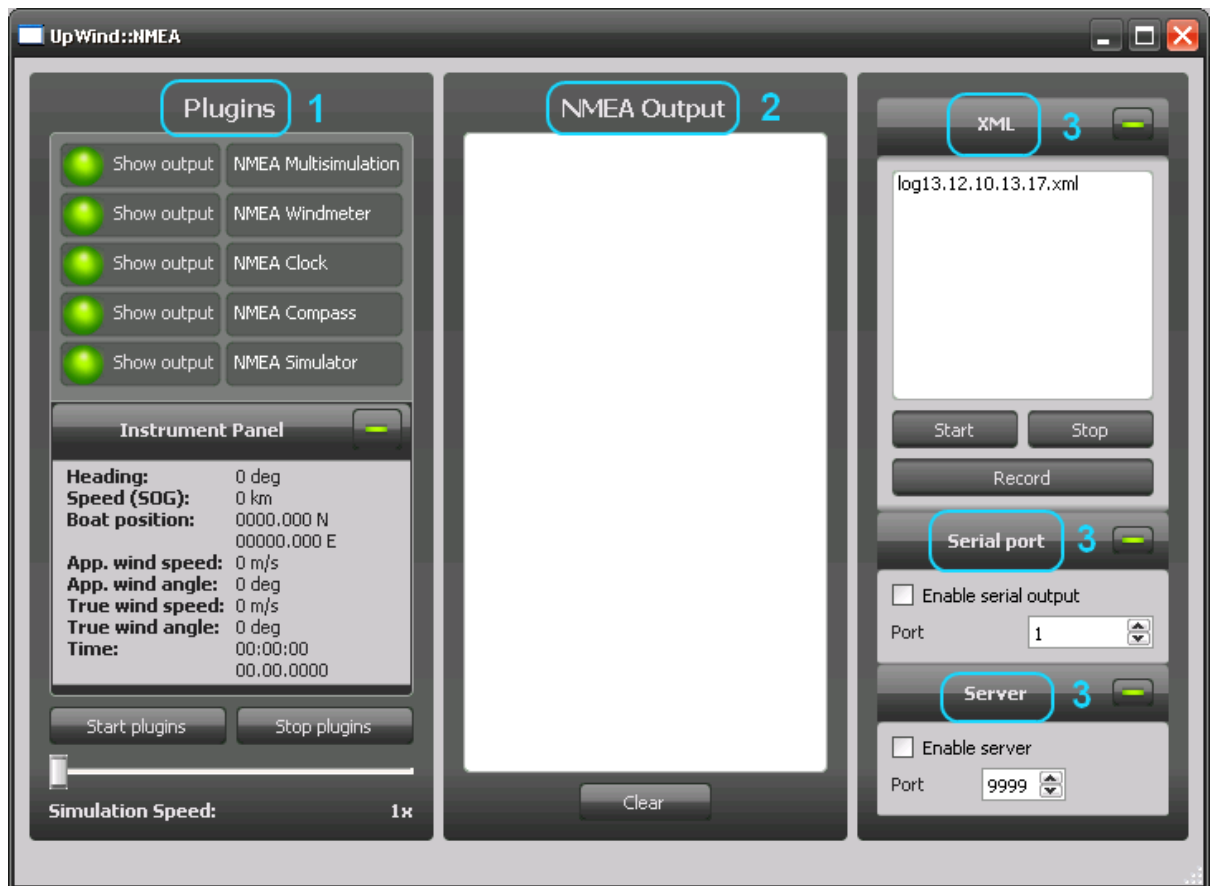 UpWind::NMEA
Plugins 1
Show output NMEA Multisimulation
Show output NMEA Windmeter
Show output NMEA Clock
Show output NMEA Compass
Show output NMEA Simulator
Instrument Panel
Heading: 0 deg
Speed (SOG): 0 km
Boat position: 0000.000 N
00000.000 E
App. wind speed: 0 m/s
App. wind angle: 0 deg
True wind speed: 0 m/s
True wind angle: 0 deg
Time: 00:00:00
00.00.0000
Start plugins Stop plugins
Simulation Speed: 1x
NMEA Output 2
Clear
XML 3
log13.12.10.13.17.xml
Start Stop
Record
Serial port 3
Enable serial output
Port 1
Server 3
Enable server
Port 9999